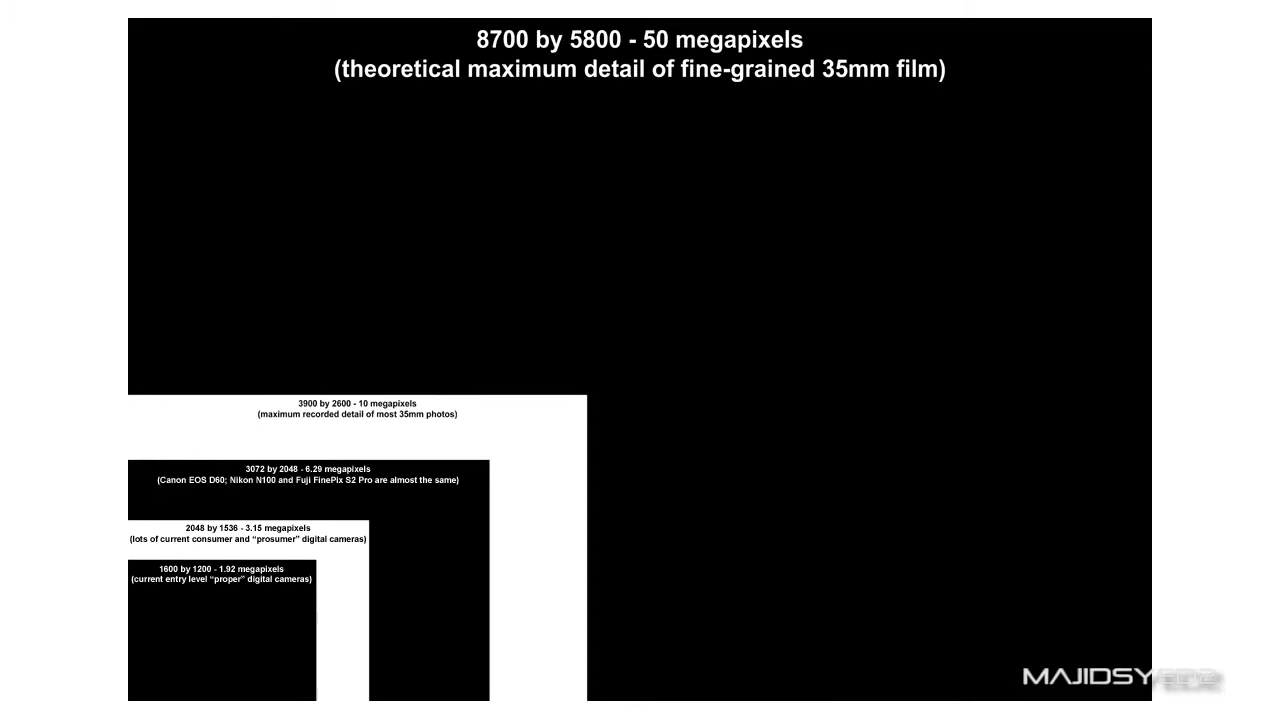 8700 by 5800 - 50 megapixels
(theoretical maximum detail of fine-grained 35mm film)
3900 by 2600 - 10 megapixels
(maximum recorded detail of most 35mm photos)
3072 by 2048 - 6.29 megapixels
(Canon EOS D60; Nikon N100 and Fuji FinePix S2 Pro are almost the same)
2048 by 1536 - 3.15 megapixels
(lots of current consumer and “prosumer” digital cameras)
1600 by 1200 - 1.92 megapixels
(current entry level “proper” digital cameras)